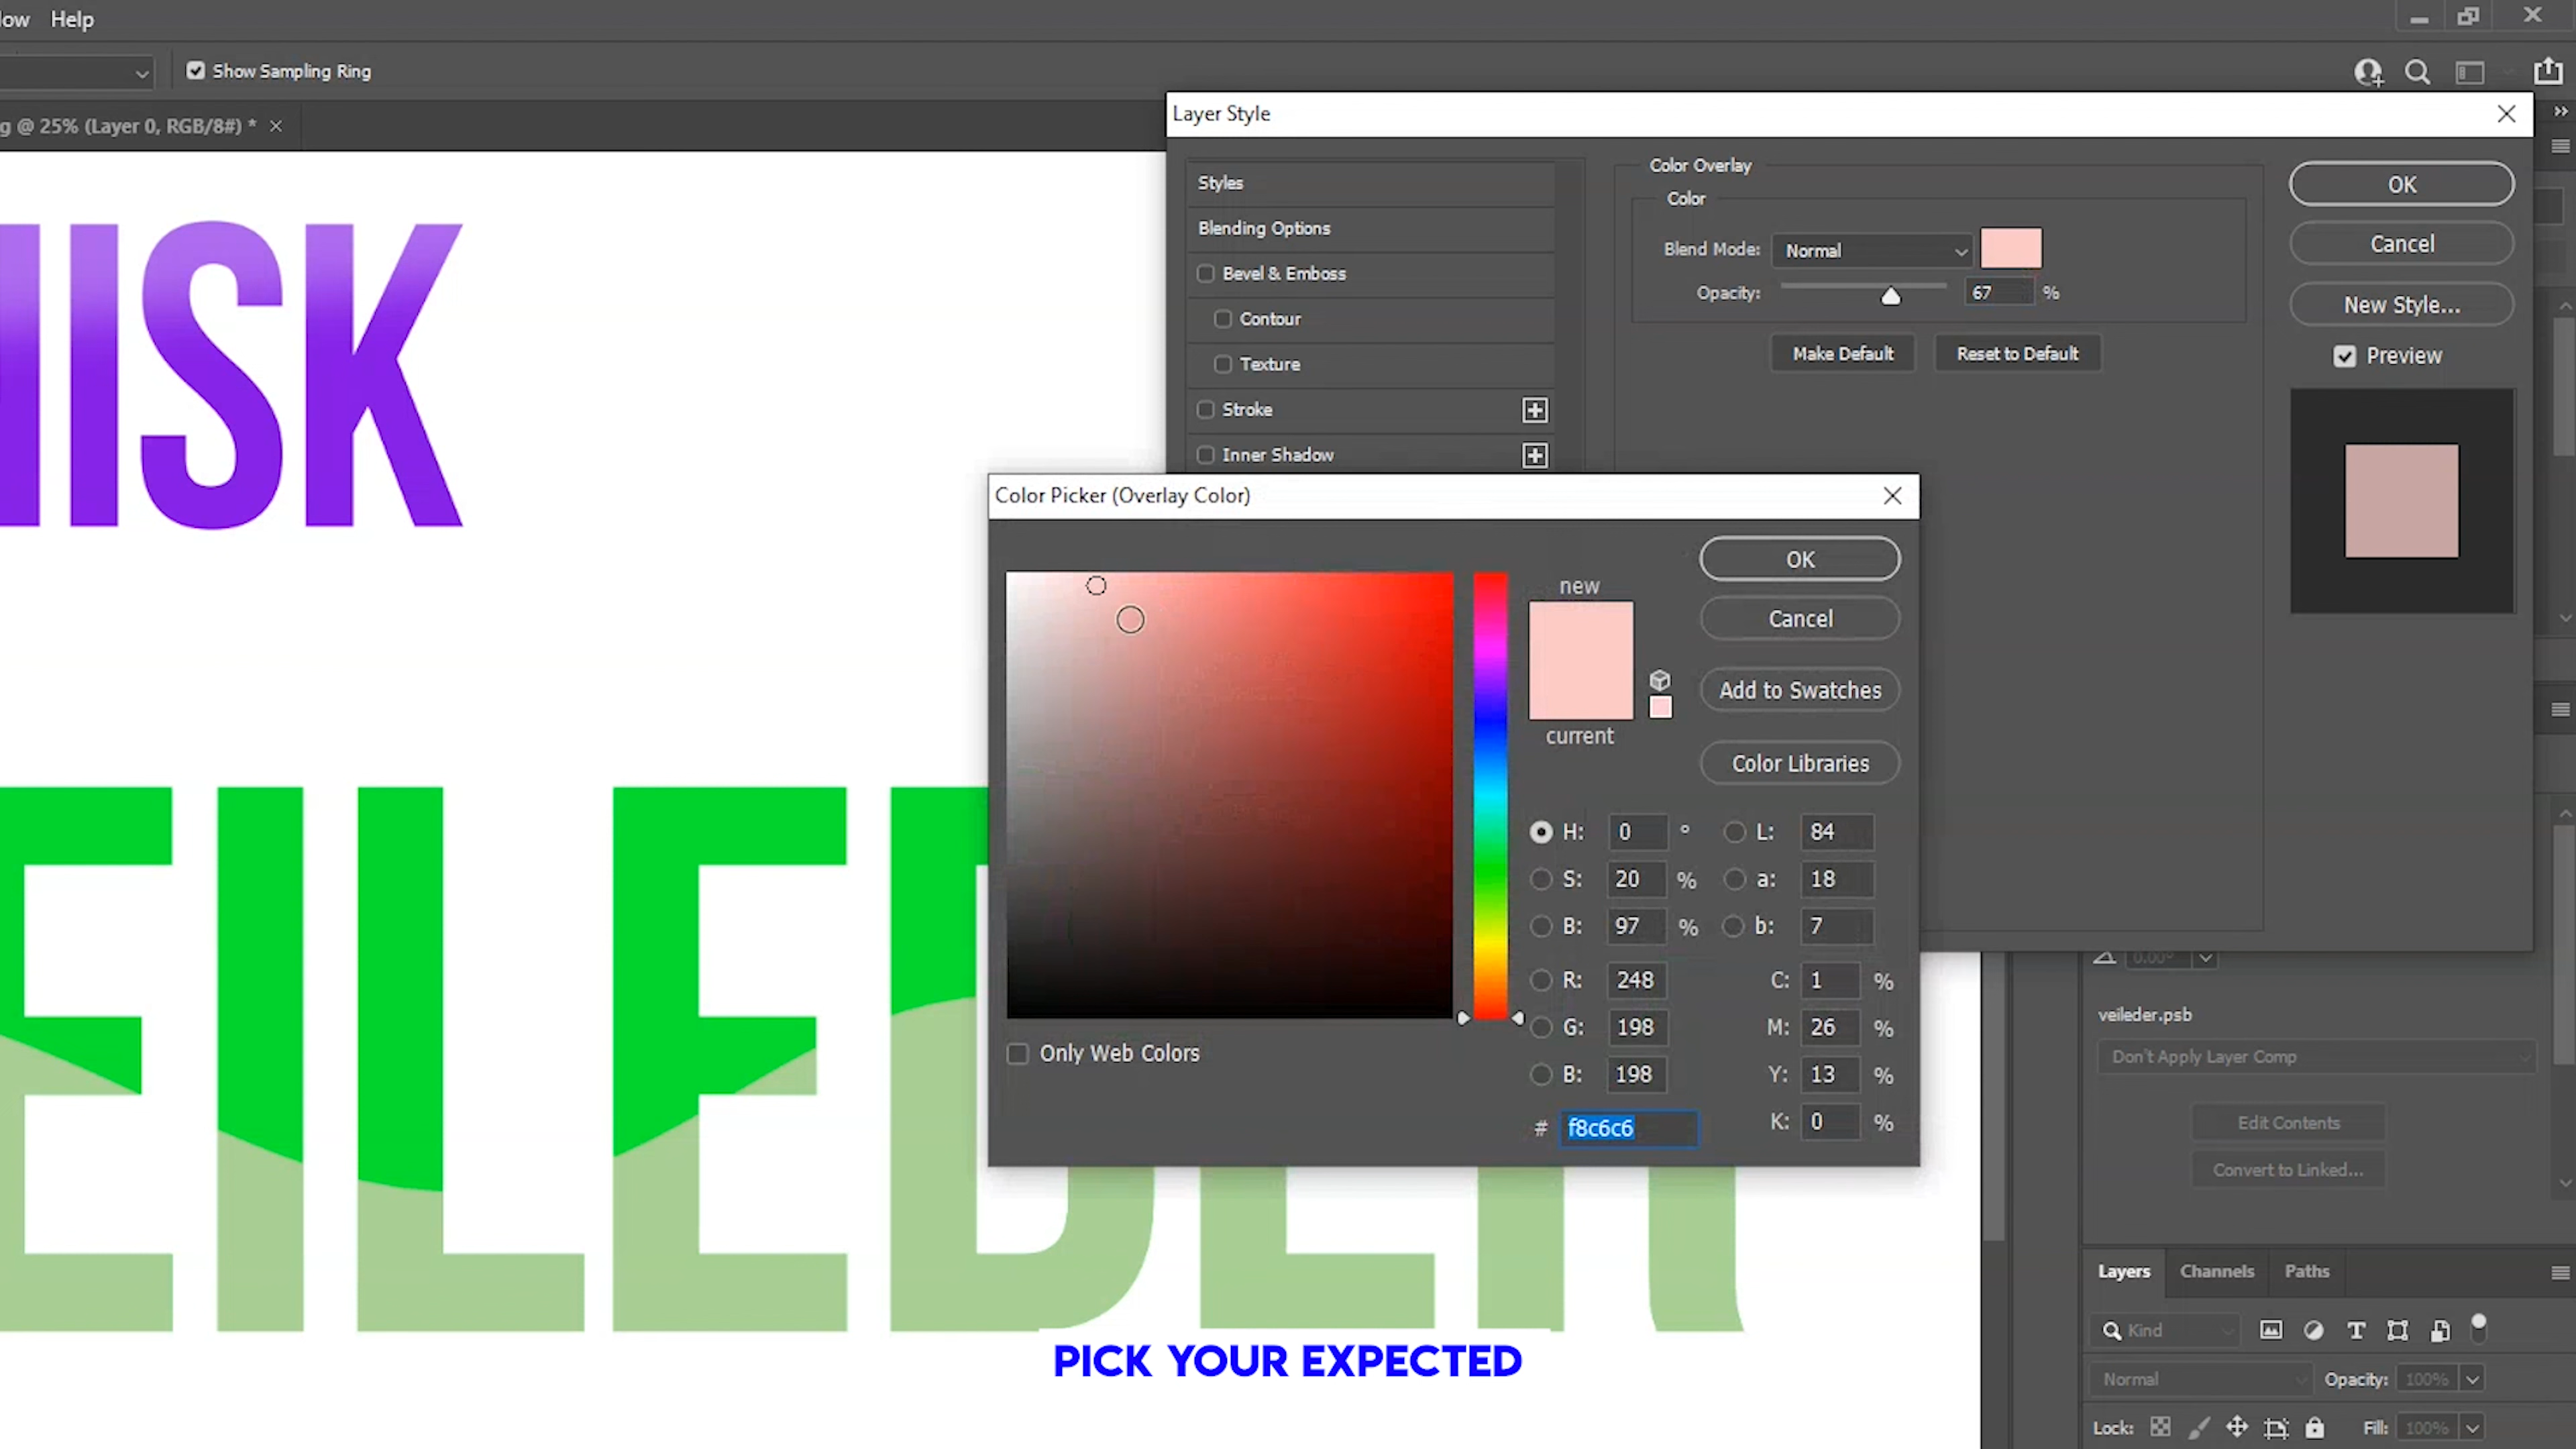 Help
Show Sampling Ring
g @ 25% (Layer 0, RGB/8#) *
Layer Style
Styles
Blending Options
Bevel & Emboss
Contour
Texture
Stroke
Inner Shadow
Color Overlay
Color
Blend Mode: Normal
Opacity: 67 %
Make Default Reset to Default
OK
Cancel
New Style...
Preview
ISK
Color Picker (Overlay Color)
new
current
OK
Cancel
Add to Swatches
Color Libraries
H: 0 ° L: 84
S: 20 % a: 18
B: 97 % b: 7
R: 248 C: 1 %
G: 198 M: 26 %
B: 198 Y: 13 %
# f8c6c6 K: 0 %
Only Web Colors
EILEDER
PICK YOUR EXPECTED
0.00°
veileder.psb
Don't Apply Layer Comp
Edit Contents
Convert to Linked...
Layers Channels Paths
Kind
Normal Opacity: 100%
Lock: Fill: 100%